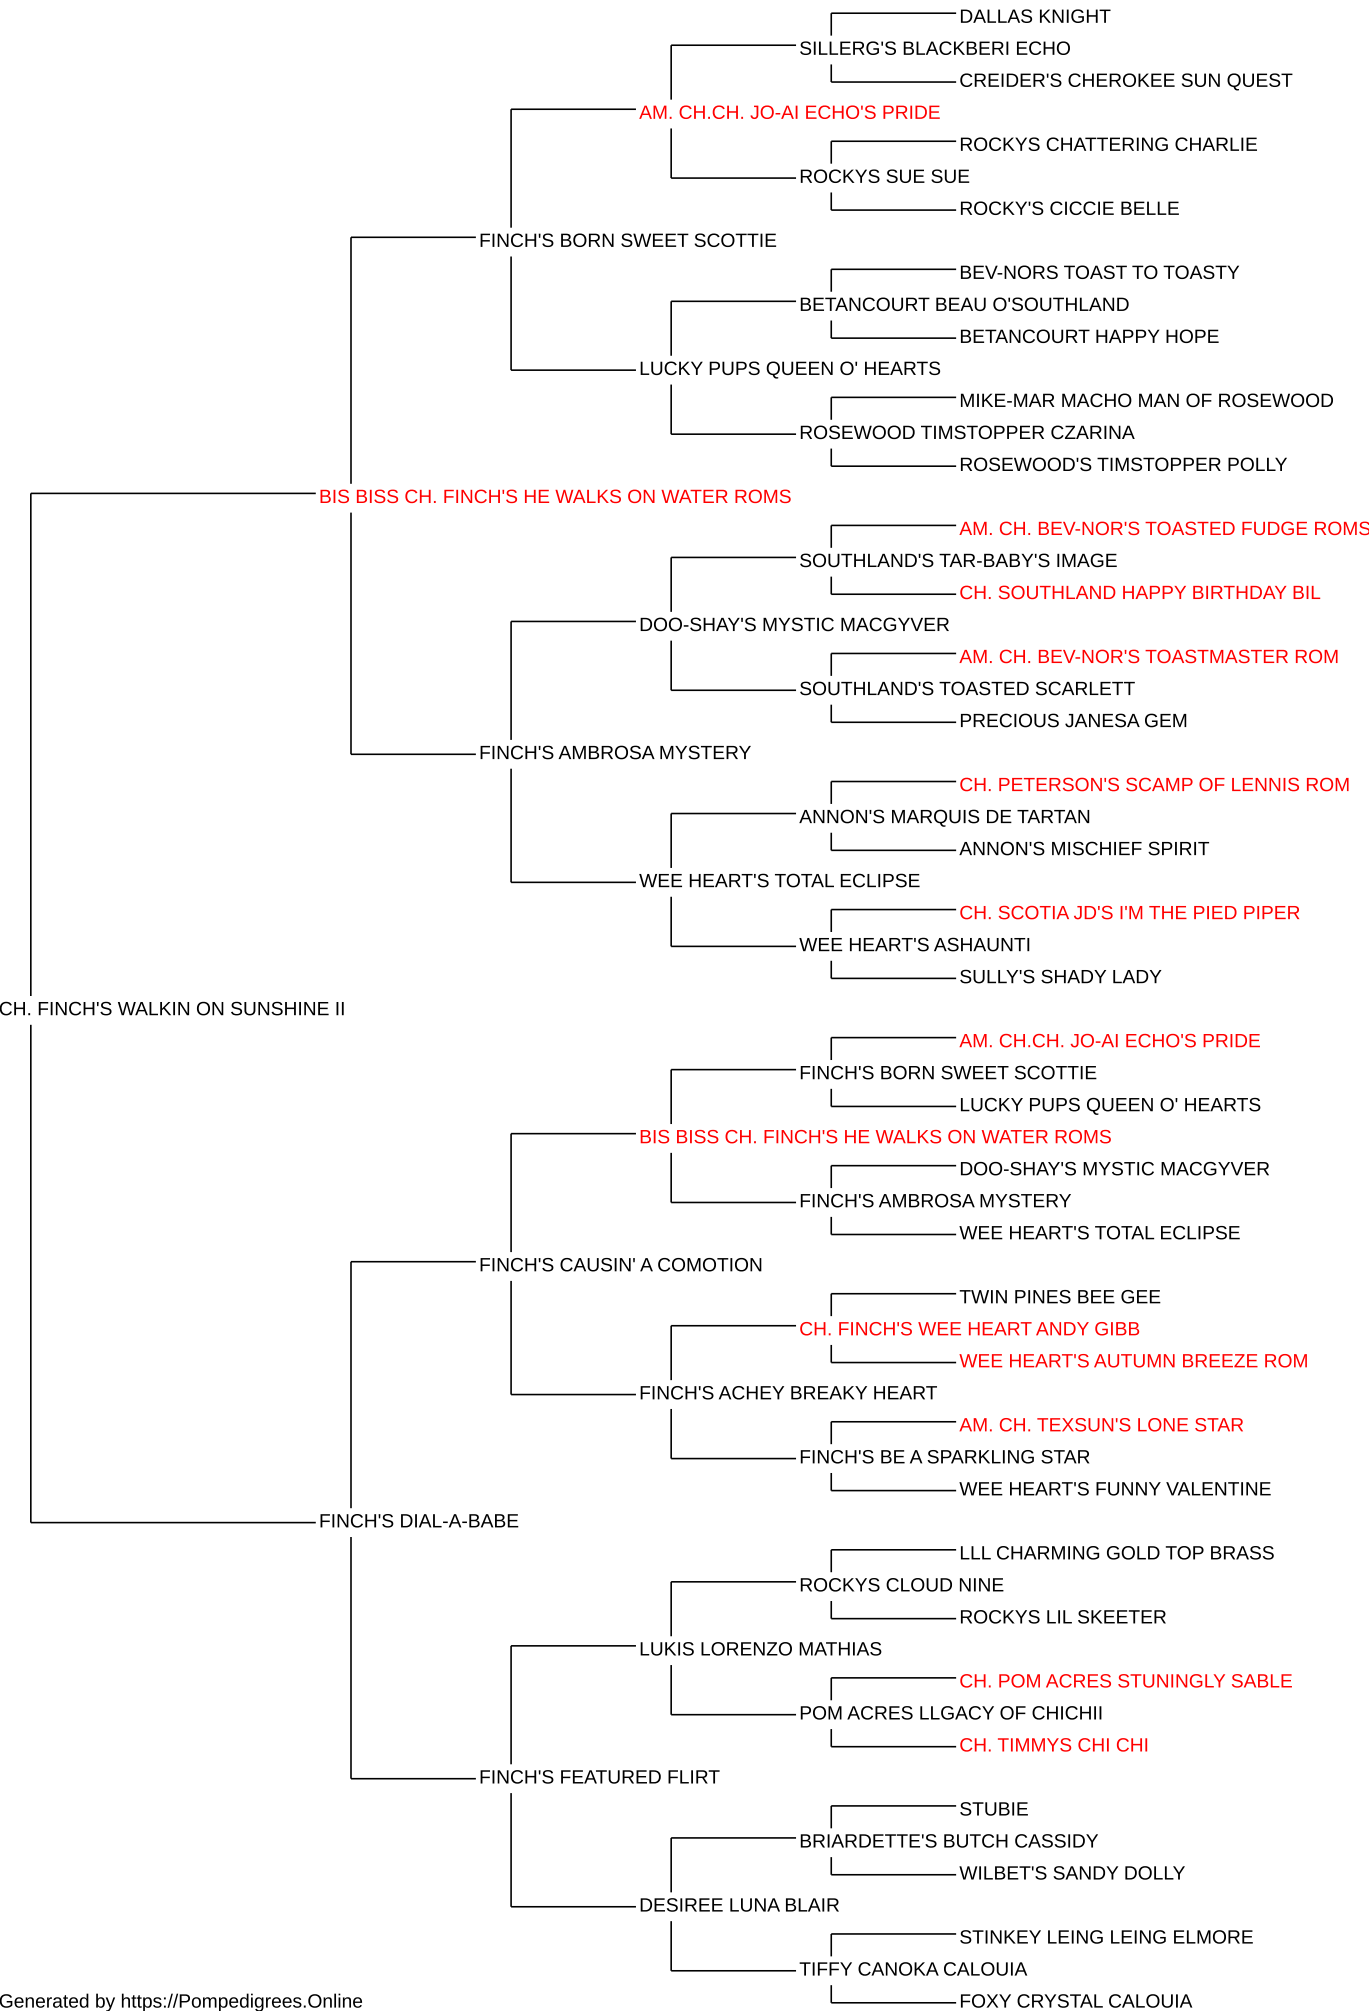 DALLAS KNIGHT
SILLERG'S BLACKBERI ECHO
CREIDER'S CHEROKEE SUN QUEST
AM. CH.CH. JO-AI ECHO'S PRIDE
ROCKYS CHATTERING CHARLIE
ROCKYS SUE SUE
ROCKY'S CICCIE BELLE
FINCH'S BORN SWEET SCOTTIE
BEV-NORS TOAST TO TOASTY
BETANCOURT BEAU O'SOUTHLAND
BETANCOURT HAPPY HOPE
LUCKY PUPS QUEEN O' HEARTS
MIKE-MAR MACHO MAN OF ROSEWOOD
ROSEWOOD TIMSTOPPER CZARINA
ROSEWOOD'S TIMSTOPPER POLLY
BIS BISS CH. FINCH'S HE WALKS ON WATER ROMS
AM. CH. BEV-NOR'S TOASTED FUDGE ROMS
SOUTHLAND'S TAR-BABY'S IMAGE
CH. SOUTHLAND HAPPY BIRTHDAY BIL
DOO-SHAY'S MYSTIC MACGYVER
AM. CH. BEV-NOR'S TOASTMASTER ROM
SOUTHLAND'S TOASTED SCARLETT
PRECIOUS JANESA GEM
FINCH'S AMBROSA MYSTERY
CH. PETERSON'S SCAMP OF LENNIS ROM
ANNON'S MARQUIS DE TARTAN
ANNON'S MISCHIEF SPIRIT
WEE HEART'S TOTAL ECLIPSE
CH. SCOTIA JD'S I'M THE PIED PIPER
WEE HEART'S ASHAUNTI
SULLY'S SHADY LADY
CH. FINCH'S WALKIN ON SUNSHINE II
AM. CH.CH. JO-AI ECHO'S PRIDE
FINCH'S BORN SWEET SCOTTIE
LUCKY PUPS QUEEN O' HEARTS
BIS BISS CH. FINCH'S HE WALKS ON WATER ROMS
DOO-SHAY'S MYSTIC MACGYVER
FINCH'S AMBROSA MYSTERY
WEE HEART'S TOTAL ECLIPSE
FINCH'S CAUSIN' A COMOTION
TWIN PINES BEE GEE
CH. FINCH'S WEE HEART ANDY GIBB
WEE HEART'S AUTUMN BREEZE ROM
FINCH'S ACHEY BREAKY HEART
AM. CH. TEXSUN'S LONE STAR
FINCH'S BE A SPARKLING STAR
WEE HEART'S FUNNY VALENTINE
FINCH'S DIAL-A-BABE
LLL CHARMING GOLD TOP BRASS
ROCKYS CLOUD NINE
ROCKYS LIL SKEETER
LUKIS LORENZO MATHIAS
CH. POM ACRES STUNINGLY SABLE
POM ACRES LLGACY OF CHICHII
CH. TIMMYS CHI CHI
FINCH'S FEATURED FLIRT
STUBIE
BRIARDETTE'S BUTCH CASSIDY
WILBET'S SANDY DOLLY
DESIREE LUNA BLAIR
STINKEY LEING LEING ELMORE
TIFFY CANOKA CALOUIA
FOXY CRYSTAL CALOUIA
Generated by https://Pompedigrees.Online